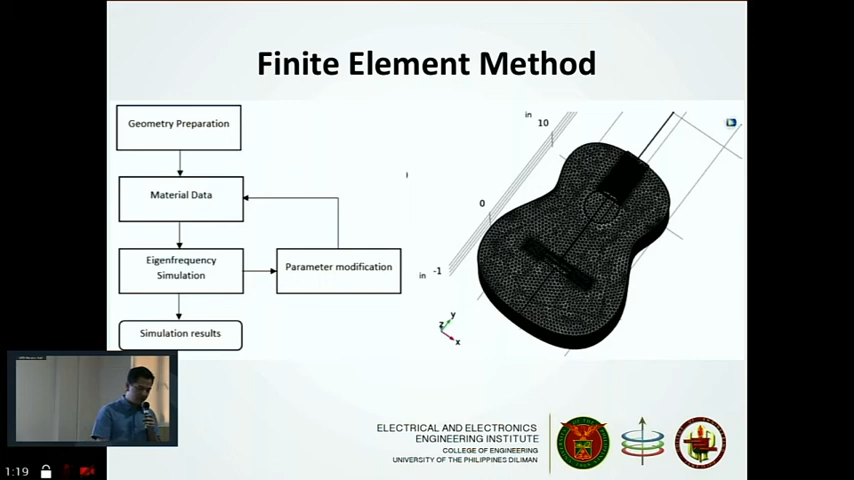 Finite Element Method
Geometry Preparation
Material Data
Eigenfrequency
Simulation
Parameter modification
Simulation results
in
10
0
in
-1
y
z
x
ELECTRICAL AND ELECTRONICS
ENGINEERING INSTITUTE
COLLEGE OF ENGINEERING
UNIVERSITY OF THE PHILIPPINES DILIMAN
1:19